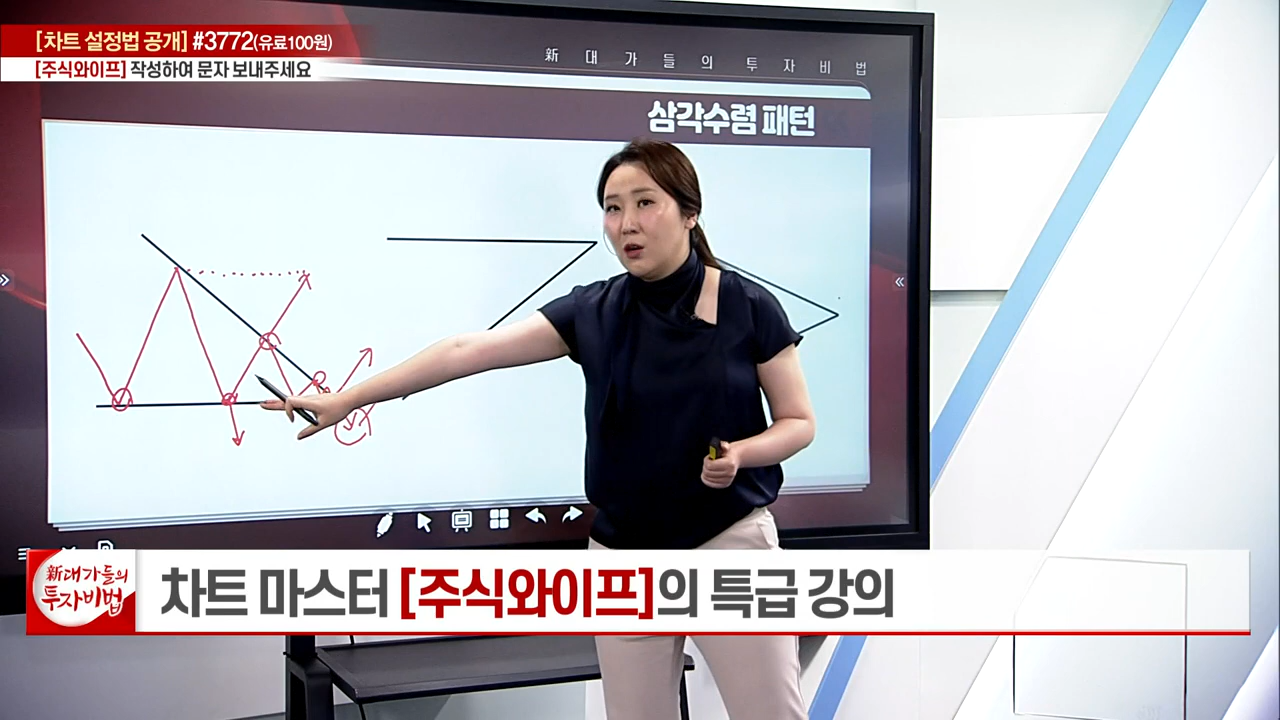 [차트 설정법 공개] #3772(유료100원)
[주식와이프] 작성하여 문자 보내주세요
新 대 가 들 의 투 자 비 법
삼각수렴 패턴
新대가들의
투자비법
차트 마스터 [주식와이프]의 특급 강의